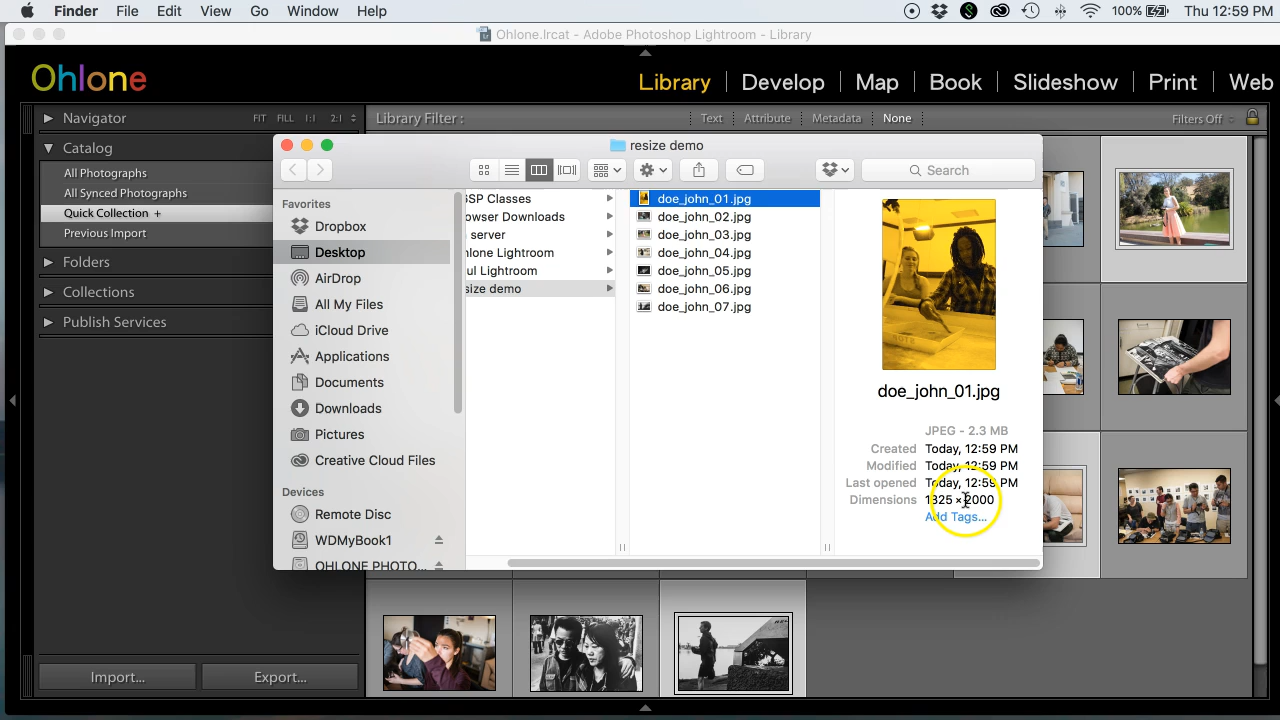 Finder File Edit View Go Window Help 100% Thu 12:59 PM
Ohlone.lrcat - Adobe Photoshop Lightroom - Library
Ohlone Library Develop Map Book Slideshow Print Web
Navigator FIT FILL 1:1 2:1 Library Filter : Text Attribute Metadata None Filters Off
Catalog
All Photographs
All Synced Photographs
Quick Collection +
Previous Import
Folders
Collections
Publish Services
Import...
Export...
resize demo
Search
Favorites
Dropbox
Desktop
AirDrop
All My Files
iCloud Drive
Applications
Documents
Downloads
Pictures
Creative Cloud Files
Devices
Remote Disc
WDMyBook1
OHLONE PHOTO...
SSP Classes
owser Downloads
server
hlone Lightroom
ul Lightroom
size demo
doe_john_01.jpg
doe_john_02.jpg
doe_john_03.jpg
doe_john_04.jpg
doe_john_05.jpg
doe_john_06.jpg
doe_john_07.jpg
doe_john_01.jpg
JPEG - 2.3 MB
Created Today, 12:59 PM
Modified Today, 12:59 PM
Last opened Today, 12:59 PM
Dimensions 1325 × 2000
Add Tags...